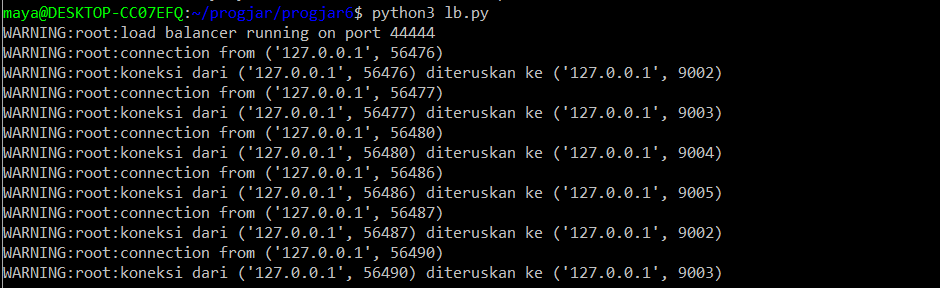 maya@DESKTOP-CC07EFQ:~/progjar/progjar6$ python3 lb.py
WARNING:root:load balancer running on port 44444
WARNING:root:connection from ('127.0.0.1', 56476)
WARNING:root:koneksi dari ('127.0.0.1', 56476) diteruskan ke ('127.0.0.1', 9002)
WARNING:root:connection from ('127.0.0.1', 56477)
WARNING:root:koneksi dari ('127.0.0.1', 56477) diteruskan ke ('127.0.0.1', 9003)
WARNING:root:connection from ('127.0.0.1', 56480)
WARNING:root:koneksi dari ('127.0.0.1', 56480) diteruskan ke ('127.0.0.1', 9004)
WARNING:root:connection from ('127.0.0.1', 56486)
WARNING:root:koneksi dari ('127.0.0.1', 56486) diteruskan ke ('127.0.0.1', 9005)
WARNING:root:connection from ('127.0.0.1', 56487)
WARNING:root:koneksi dari ('127.0.0.1', 56487) diteruskan ke ('127.0.0.1', 9002)
WARNING:root:connection from ('127.0.0.1', 56490)
WARNING:root:koneksi dari ('127.0.0.1', 56490) diteruskan ke ('127.0.0.1', 9003)